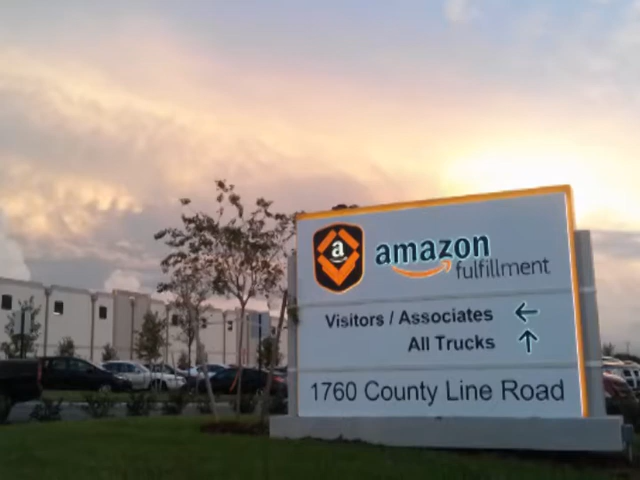 a
amazon
fulfillment
Visitors / Associates ←
All Trucks ↑
1760 County Line Road